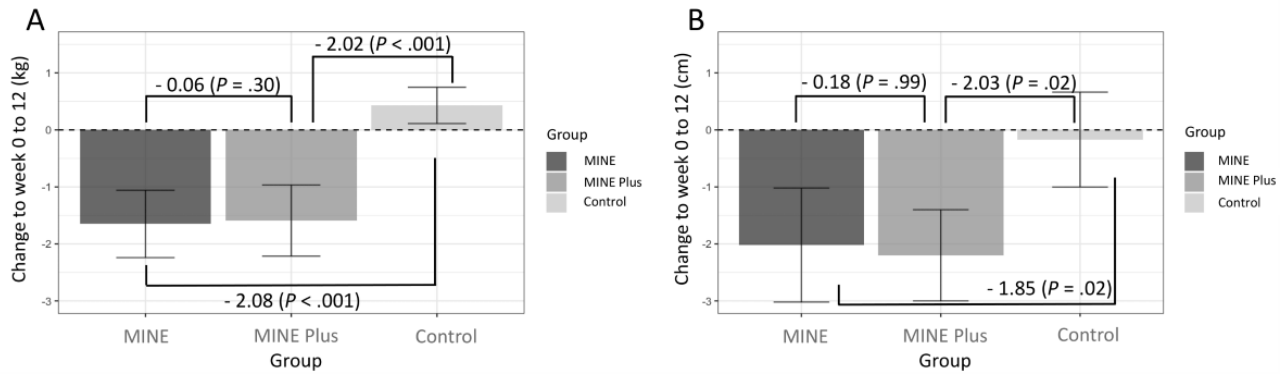 A
Change to week 0 to 12 (kg)
1
0
-1
-2
-3
- 2.02 (P < .001)
- 0.06 (P = .30)
- 2.08 (P < .001)
MINE
MINE Plus
Control
Group
Group
MINE
MINE Plus
Control
B
Change to week 0 to 12 (cm)
1
0
-1
-2
-3
- 0.18 (P = .99)
- 2.03 (P = .02)
- 1.85 (P = .02)
MINE
MINE Plus
Control
Group
Group
MINE
MINE Plus
Control